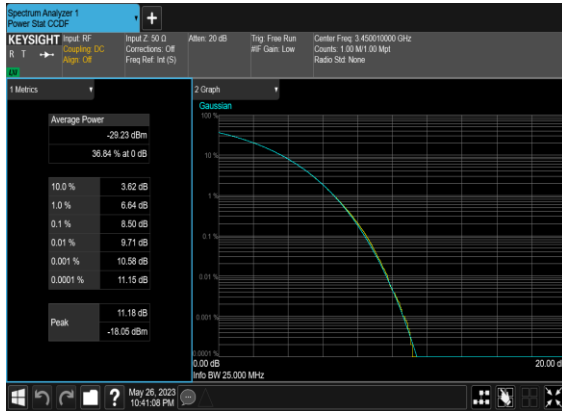 Spectrum Analyzer 1
Power Stat CCDF
KEYSIGHT
R T
LU
Input: RF
Coupling: DC
Align: Off
Input Z: 50 Ω
Corrections: Off
Freq Ref: Int (S)
Atten: 20 dB
Trig: Free Run
#IF Gain: Low
Center Freq: 3.450010000 GHz
Counts: 1.00 M/1.00 Mpt
Radio Std: None
1 Metrics
Average Power
-29.23 dBm
36.84 % at 0 dB
10.0 % 3.62 dB
1.0 % 6.64 dB
0.1 % 8.50 dB
0.01 % 9.71 dB
0.001 % 10.58 dB
0.0001 % 11.15 dB
Peak
11.18 dB
-18.05 dBm
2 Graph
Gaussian
100 %
10 %
1 %
0.1 %
0.01 %
0.001 %
0.0001 %
0.00 dB
20.00 d
Info BW 25.000 MHz
?
May 26, 2023
10:41:08 PM